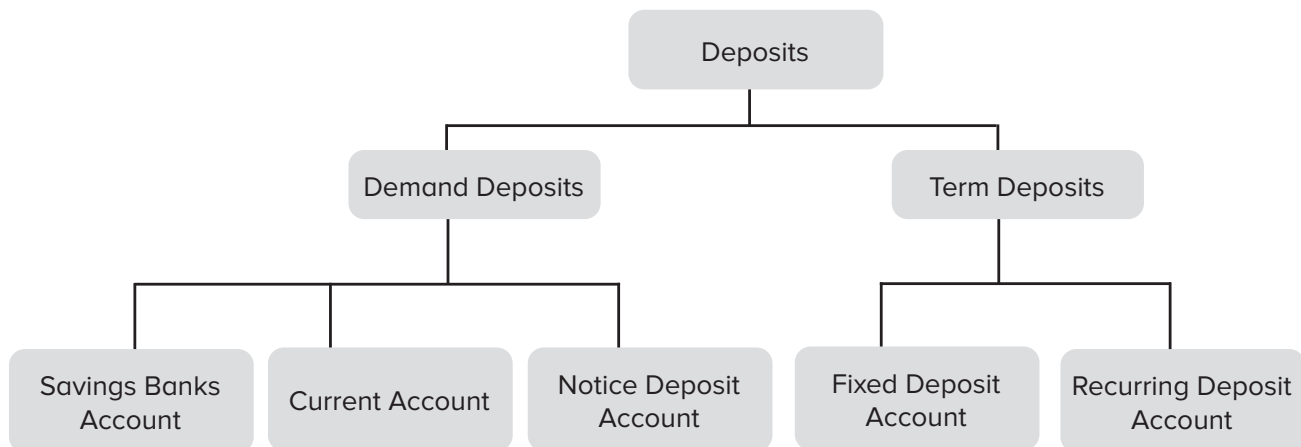 Deposits
Demand Deposits
Term Deposits
Savings Banks
Account
Current Account
Notice Deposit
Account
Fixed Deposit
Account
Recurring Deposit
Account